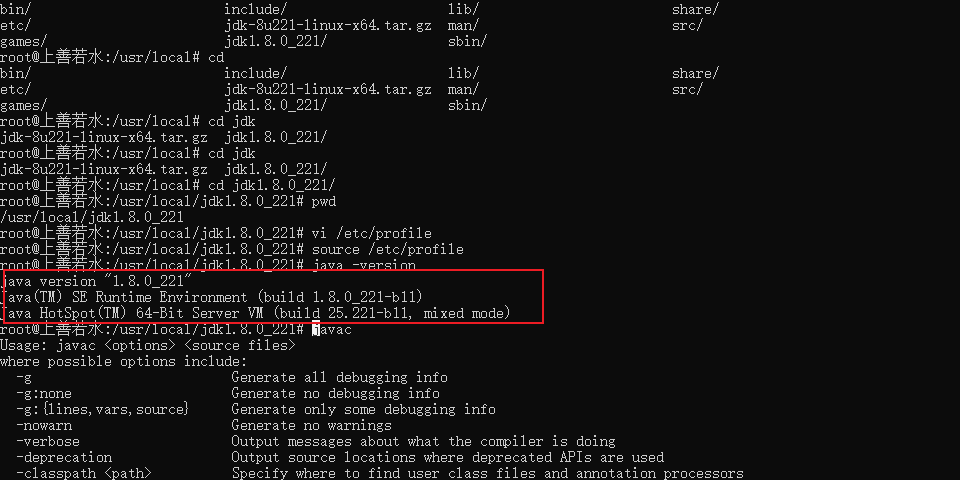 bin/ include/ lib/ share/
etc/ jdk-8u221-linux-x64.tar.gz man/ src/
games/ jdk1.8.0_221/ sbin/
root@上善若水:/usr/local# cd
bin/ include/ lib/ share/
etc/ jdk-8u221-linux-x64.tar.gz man/ src/
games/ jdk1.8.0_221/ sbin/
root@上善若水:/usr/local# cd jdk
jdk-8u221-linux-x64.tar.gz jdk1.8.0_221/
root@上善若水:/usr/local# cd jdk
jdk-8u221-linux-x64.tar.gz jdk1.8.0_221/
root@上善若水:/usr/local# cd jdk1.8.0_221/
root@上善若水:/usr/local/jdk1.8.0_221# pwd
/usr/local/jdk1.8.0_221
root@上善若水:/usr/local/jdk1.8.0_221# vi /etc/profile
root@上善若水:/usr/local/jdk1.8.0_221# source /etc/profile
root@上善若水:/usr/local/jdk1.8.0_221# java -version
java version "1.8.0_221"
Java(TM) SE Runtime Environment (build 1.8.0_221-b11)
Java HotSpot(TM) 64-Bit Server VM (build 25.221-b11, mixed mode)
root@上善若水:/usr/local/jdk1.8.0_221# javac
Usage: javac <options> <source files>
where possible options include:
-g Generate all debugging info
-g:none Generate no debugging info
-g:{lines,vars,source} Generate only some debugging info
-nowarn Generate no warnings
-verbose Output messages about what the compiler is doing
-deprecation Output source locations where deprecated APIs are used
-classpath <path> Specify where to find user class files and annotation processors